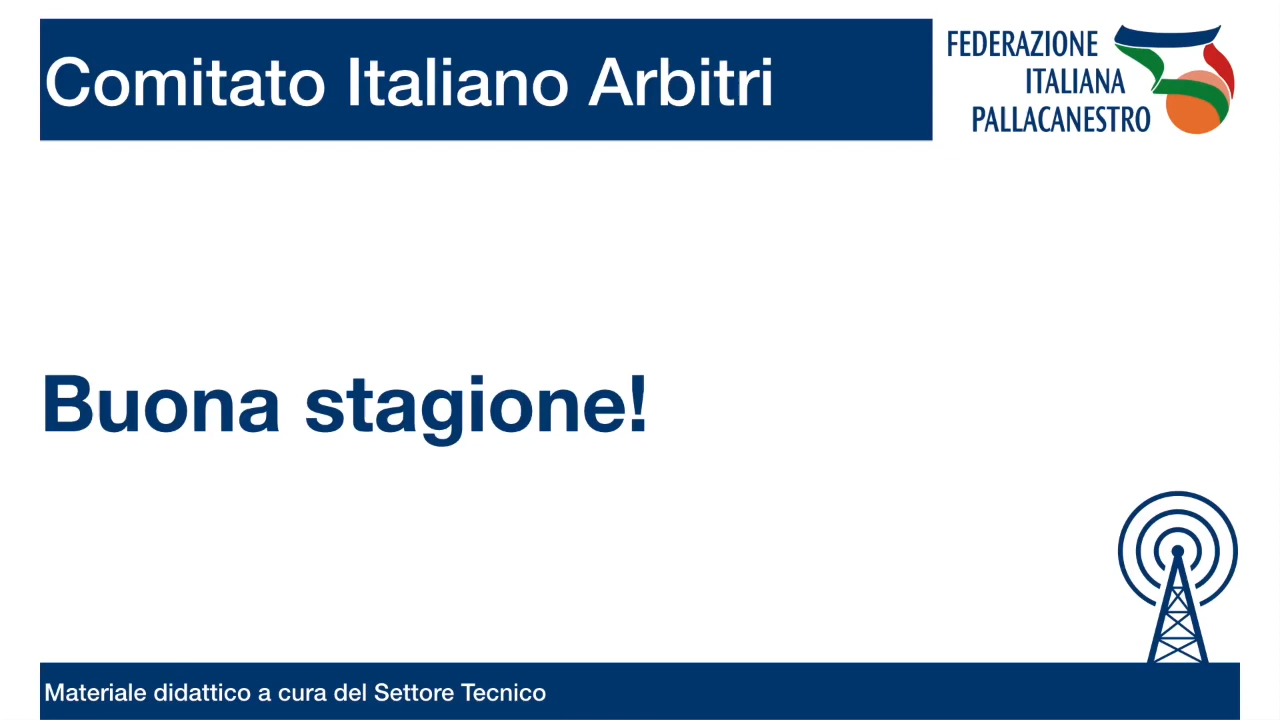 Comitato Italiano Arbitri
FEDERAZIONE
ITALIANA
PALLACANESTRO
Buona stagione!
Materiale didattico a cura del Settore Tecnico